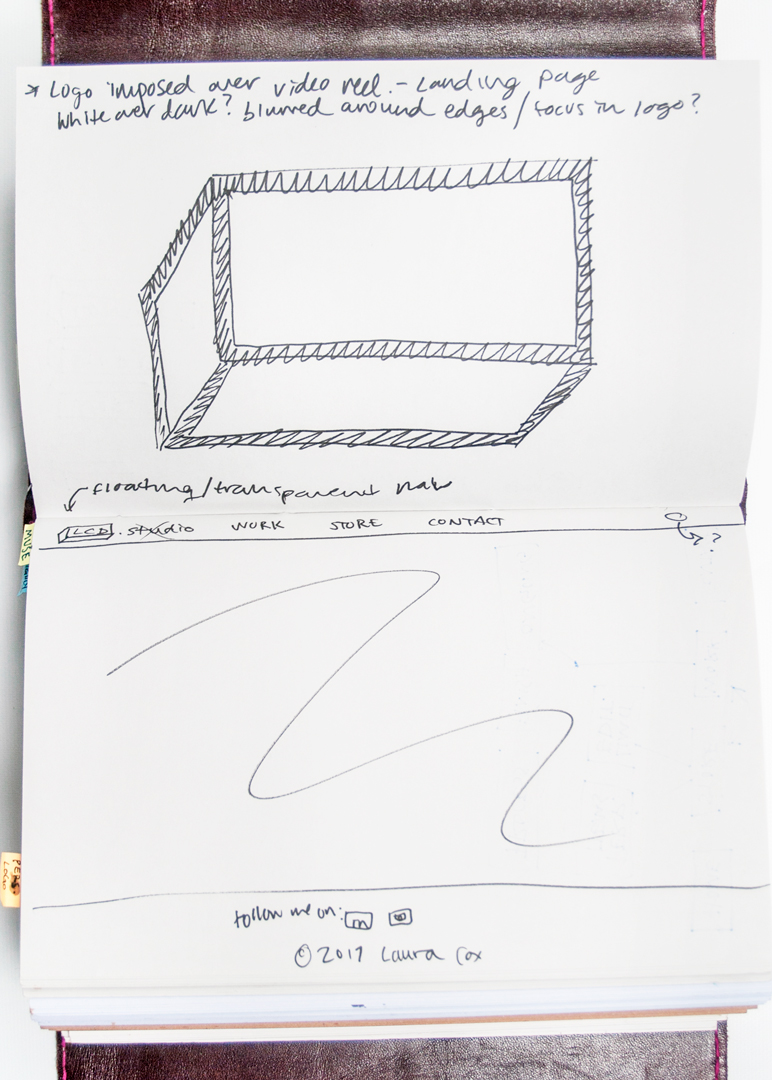 * Logo imposed over video reel. - Landing page
white over dark? blurred around edges / focus in logo?
floating/transparent nav
LCD .studio WORK STORE CONTACT
?
MUSE
PERS.
LOGO
follow me on: in
© 2017 Laura Cox